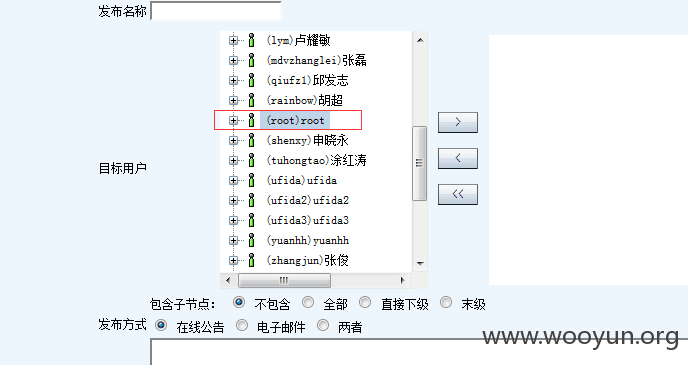 发布名称
(lym)卢耀敏
(mdvzhanglei)张磊
(qiufz1)邱发志
(rainbow)胡超
(root)root
(shenxy)申晓永
目标用户
(tuhongtao)涂红涛
(ufida)ufida
(ufida2)ufida2
(ufida3)ufida3
(yuanhh)yuanhh
(zhangjun)张俊
包含子节点： 不包含 全部 直接下级 末级
发布方式 在线公告 电子邮件 两者
www.wooyun.org